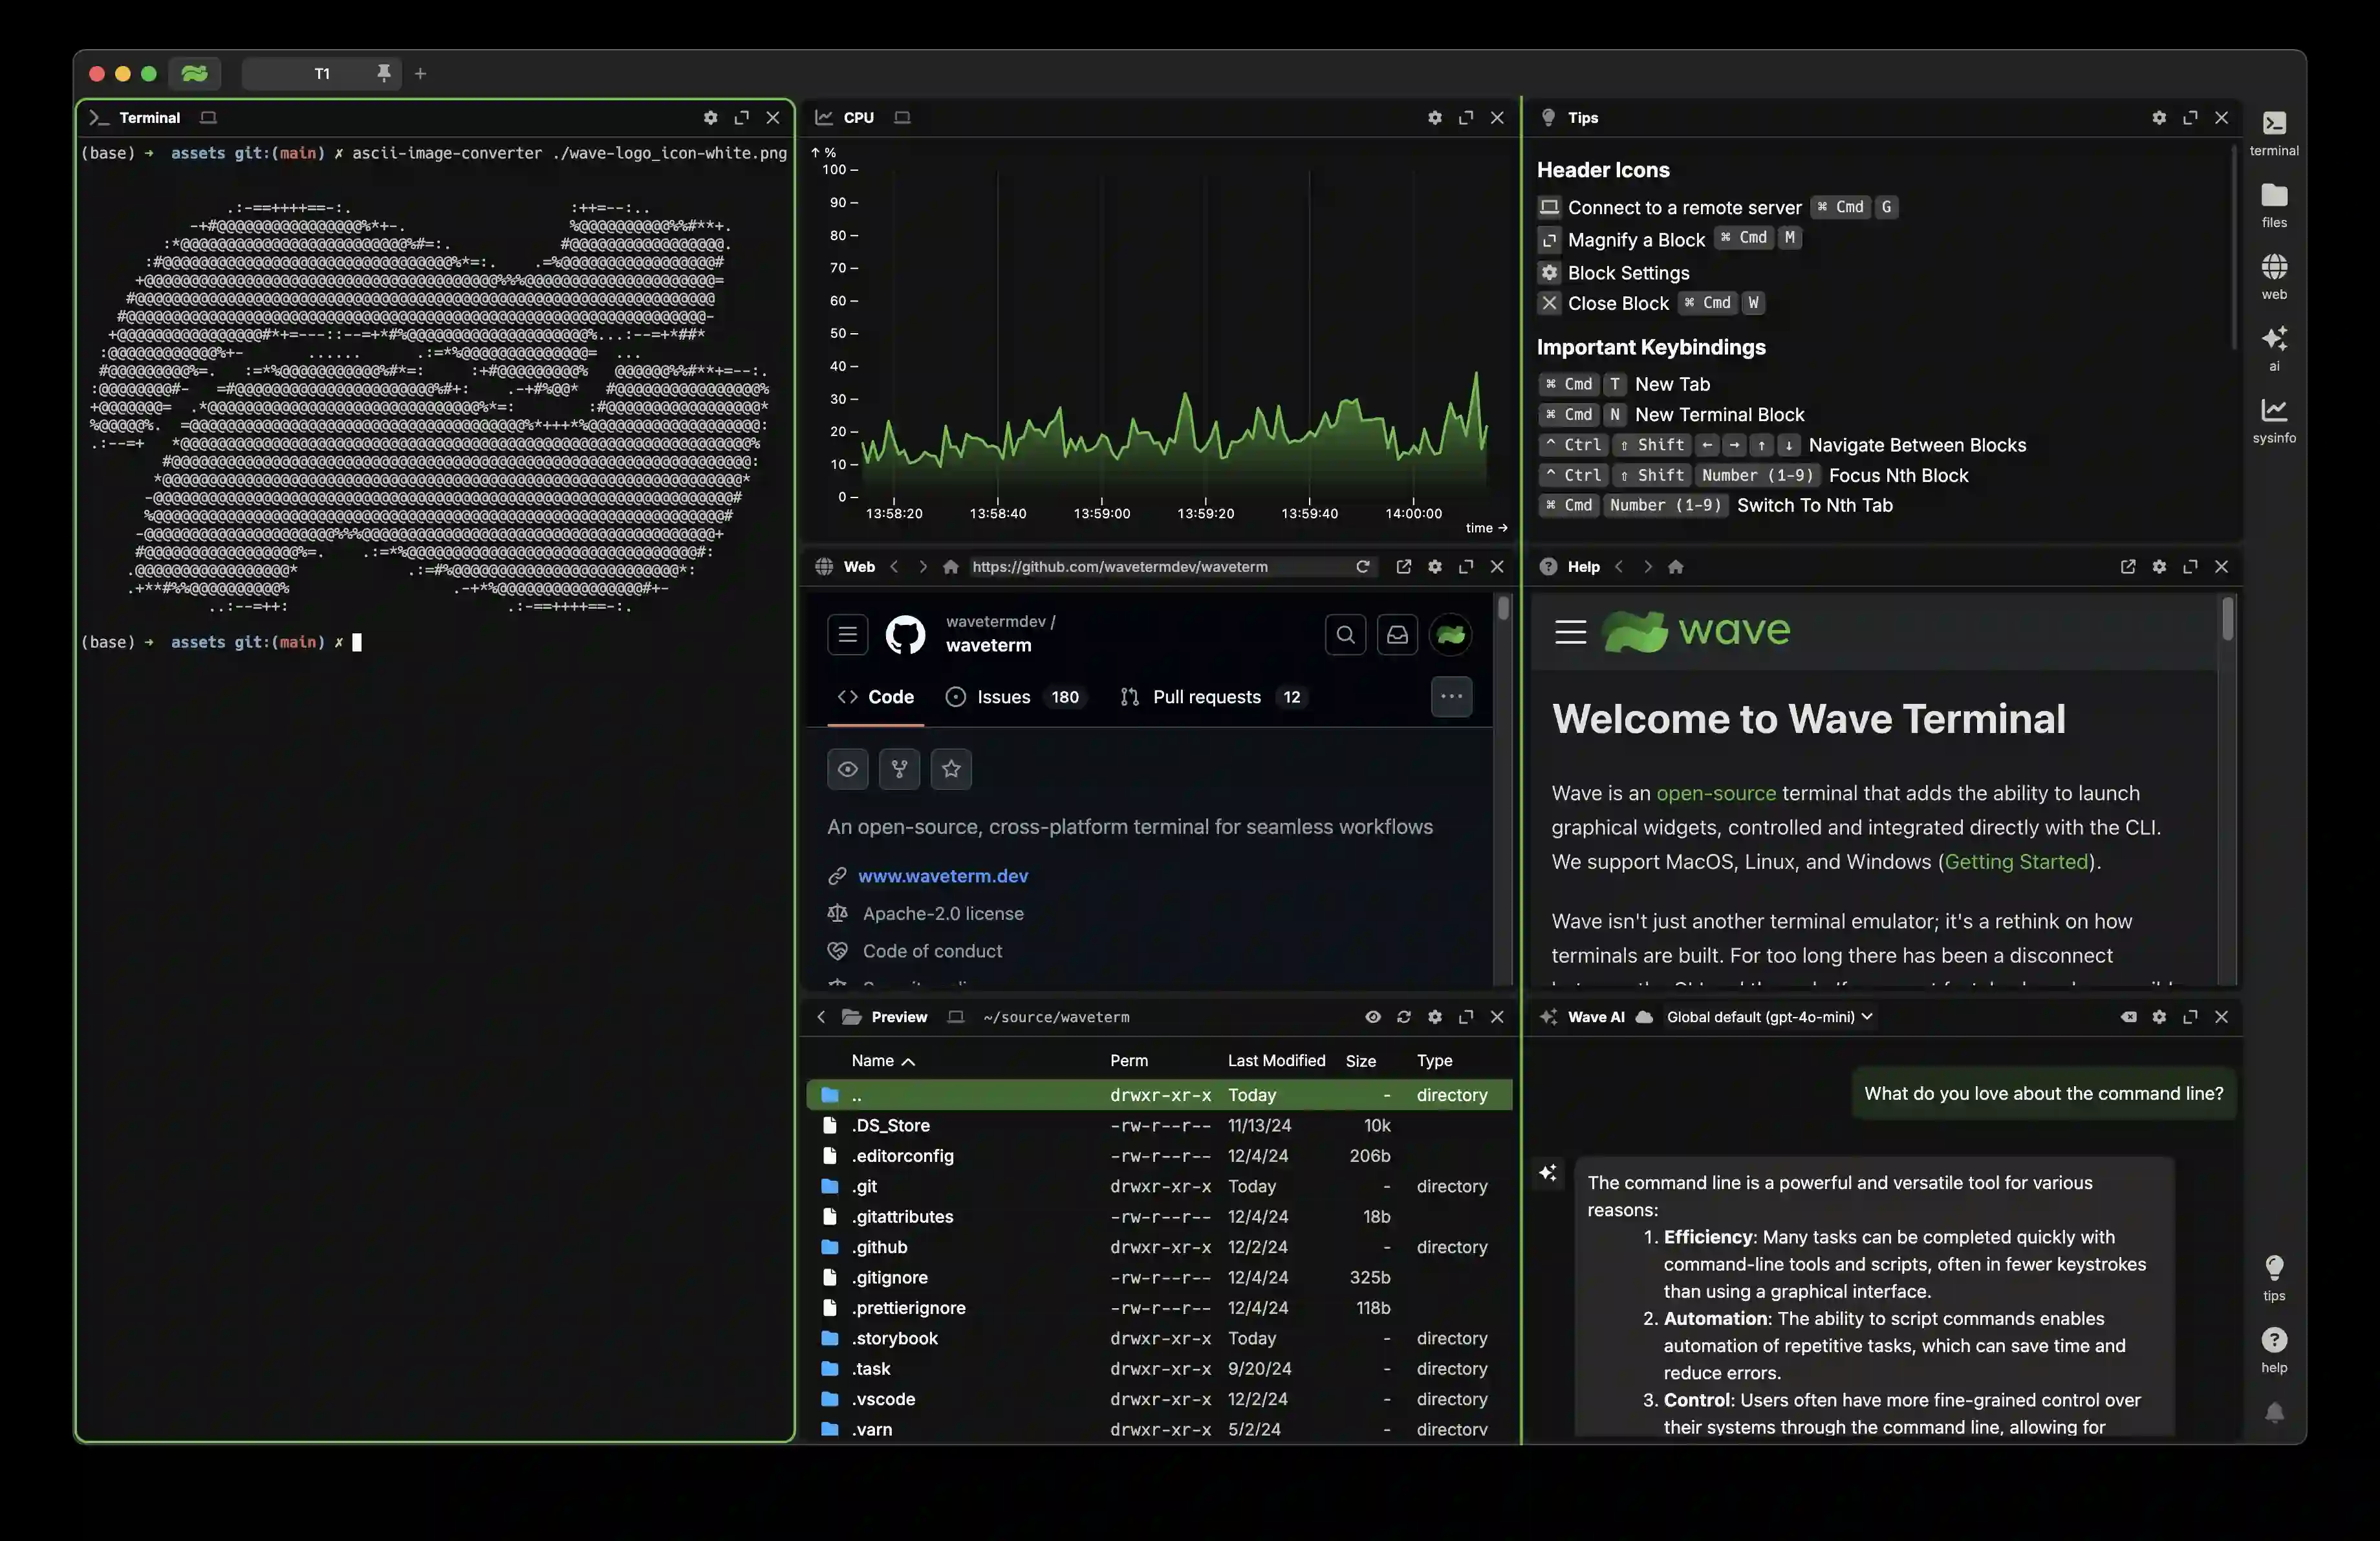 T1
Terminal
(base) → assets git:(main) ✗ ascii-image-converter ./wave-logo_icon-white.png
(base) → assets git:(main) ✗
CPU
↑ %
100
90
80
70
60
50
40
30
20
10
0
13:58:20 13:58:40 13:59:00 13:59:20 13:59:40 14:00:00
time →
Web https://github.com/wavetermdev/waveterm
wavetermdev /
waveterm
Code Issues 180 Pull requests 12
An open-source, cross-platform terminal for seamless workflows
www.waveterm.dev
Apache-2.0 license
Code of conduct
Preview ~/source/waveterm
Name Perm Last Modified Size Type
.. drwxr-xr-x Today - directory
.DS_Store -rw-r--r-- 11/13/24 10k
.editorconfig -rw-r--r-- 12/4/24 206b
.git drwxr-xr-x Today - directory
.gitattributes -rw-r--r-- 12/4/24 18b
.github drwxr-xr-x 12/2/24 - directory
.gitignore -rw-r--r-- 12/4/24 325b
.prettierignore -rw-r--r-- 12/4/24 118b
.storybook drwxr-xr-x Today - directory
.task drwxr-xr-x 9/20/24 - directory
.vscode drwxr-xr-x 12/2/24 - directory
.yarn drwxr-xr-x 5/2/24 - directory
Tips
Header Icons
Connect to a remote server ⌘ Cmd G
Magnify a Block ⌘ Cmd M
Block Settings
Close Block ⌘ Cmd W
Important Keybindings
⌘ Cmd T New Tab
⌘ Cmd N New Terminal Block
^ Ctrl ⇧ Shift ← → ↑ ↓ Navigate Between Blocks
^ Ctrl ⇧ Shift Number (1-9) Focus Nth Block
⌘ Cmd Number (1-9) Switch To Nth Tab
Help
wave
Welcome to Wave Terminal
Wave is an open-source terminal that adds the ability to launch
graphical widgets, controlled and integrated directly with the CLI.
We support MacOS, Linux, and Windows (Getting Started).
Wave isn't just another terminal emulator; it's a rethink on how
terminals are built. For too long there has been a disconnect
Wave AI Global default (gpt-4o-mini)
What do you love about the command line?
The command line is a powerful and versatile tool for various
reasons:
1. Efficiency: Many tasks can be completed quickly with
command-line tools and scripts, often in fewer keystrokes
than using a graphical interface.
2. Automation: The ability to script commands enables
automation of repetitive tasks, which can save time and
reduce errors.
3. Control: Users often have more fine-grained control over
their systems through the command line, allowing for
terminal
files
web
ai
sysinfo
tips
help